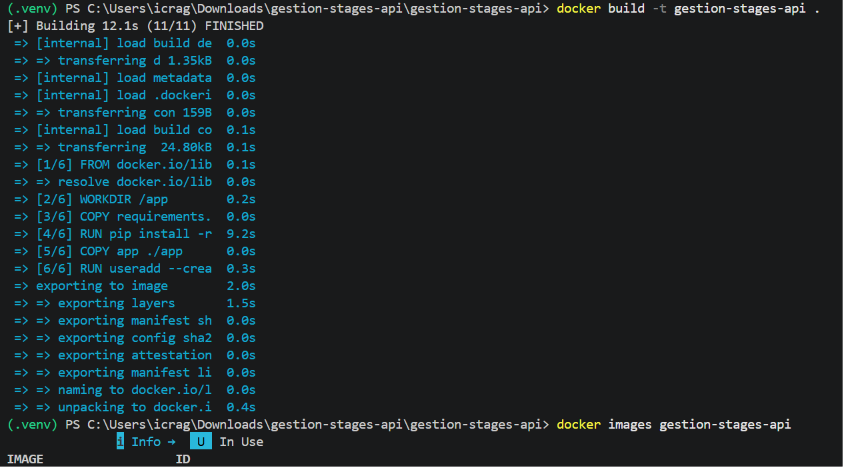 (.venv) PS C:\Users\icrag\Downloads\gestion-stages-api\gestion-stages-api> docker build -t gestion-stages-api .
[+] Building 12.1s (11/11) FINISHED
=> [internal] load build de 0.0s
=> => transferring d 1.35kB 0.0s
=> [internal] load metadata 0.0s
=> [internal] load .dockeri 0.0s
=> => transferring con 159B 0.0s
=> [internal] load build co 0.1s
=> => transferring 24.80kB 0.1s
=> [1/6] FROM docker.io/lib 0.1s
=> => resolve docker.io/lib 0.0s
=> [2/6] WORKDIR /app 0.2s
=> [3/6] COPY requirements. 0.0s
=> [4/6] RUN pip install -r 9.2s
=> [5/6] COPY app ./app 0.0s
=> [6/6] RUN useradd --crea 0.3s
=> exporting to image 2.0s
=> => exporting layers 1.5s
=> => exporting manifest sh 0.0s
=> => exporting config sha2 0.0s
=> => exporting attestation 0.0s
=> => exporting manifest li 0.0s
=> => naming to docker.io/l 0.0s
=> => unpacking to docker.i 0.4s
(.venv) PS C:\Users\icrag\Downloads\gestion-stages-api\gestion-stages-api> docker images gestion-stages-api
i Info → U In Use
IMAGE ID